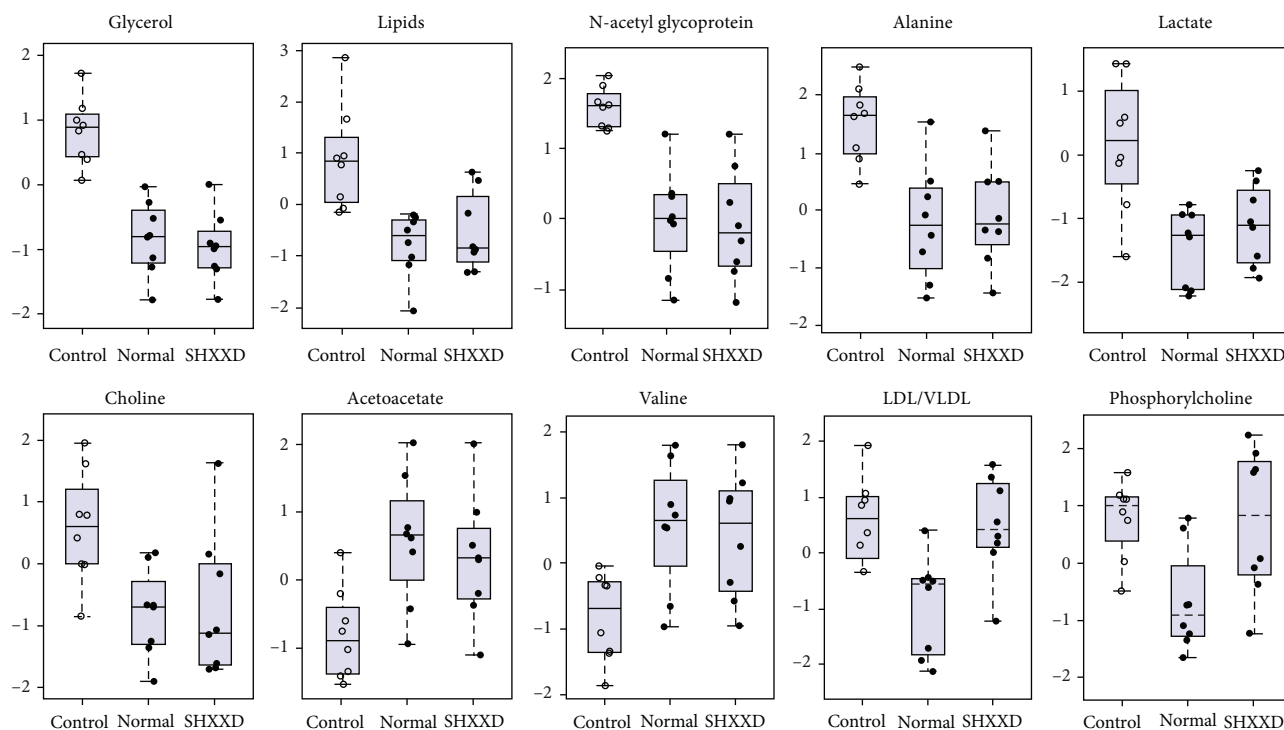 Glycerol
2
1
0
−1
−2
Control Normal SHXXD
Lipids
3
2
1
0
−1
−2
Control Normal SHXXD
N-acetyl glycoprotein
2
1
0
−1
Control Normal SHXXD
Alanine
2
1
0
−1
−2
Control Normal SHXXD
Lactate
1
0
−1
−2
Control Normal SHXXD
Choline
2
1
0
−1
−2
Control Normal SHXXD
Acetoacetate
2
1
0
−1
Control Normal SHXXD
Valine
2
1
0
−1
−2
Control Normal SHXXD
LDL/VLDL
2
1
0
−1
−2
Control Normal SHXXD
Phosphorylcholine
2
1
0
−1
−2
Control Normal SHXXD